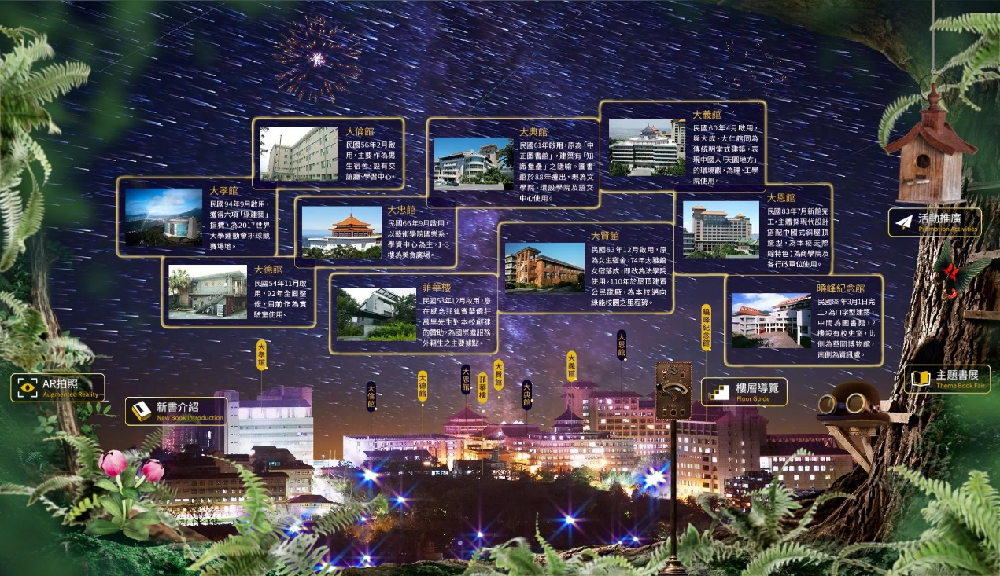 大倫館
民國56年2月啟
用，主要作為男
生宿舍，設有交
誼廳、學習中心。
大典館
民國61年啟用，原為「中
正圖書館」，建築有「知
識堡壘」之隱喻。圖書
館於88年遷出，現為文
學院、環設學院及語文
中心使用。
大義館
民國60年4月啟用，
與大成、大仁館同為
傳統明堂式建築，表
現中國人「天圓地方」
的環境觀，為理、工學
院使用。
大孝館
民國94年9月啟用，
獲得六項「綠建築」
指標，為2017世界
大學運動會排球競
賽場地。
大忠館
民國66年9月啟用，
以藝術學院國樂系、
學資中心為主，1-3
樓為美食廣場。
大賢館
民國53年12月啟用，原
為女生宿舍，74年大雅館
女宿落成，即改為法學院
使用，110年於屋頂建置
公民電廠，為本校邁向
綠能校園之里程碑。
大恩館
民國83年7月新館完
工，主體採現代設計
搭配中國式斜屋頂
造型，為本校天際
線特色；為商學院及
各行政單位使用。
大德館
民國54年11月啟
用，92年全面整
修，目前作為實
驗室使用。
菲華樓
民國53年12月啟用，意
在感念菲律賓華僑莊
萬里先生對本校創建
的贊助，為國際處服務
外籍生之主要據點。
曉峰紀念館
民國88年3月1日完
工，為ㄇ字型建築，
中間為圖書館，2
樓設有校史室，北
側為華岡博物館，
南側為資訊處。
活動推廣
Promotion Activities
主題書展
Theme Book Fair
樓層導覽
Floor Guide
AR拍照
Augmented Reality
新書介紹
New Book Introduction
大孝館
大倫館
大德館
大忠館
菲華樓
大賢館
大典館
大義館
大恩館
曉峰紀念館